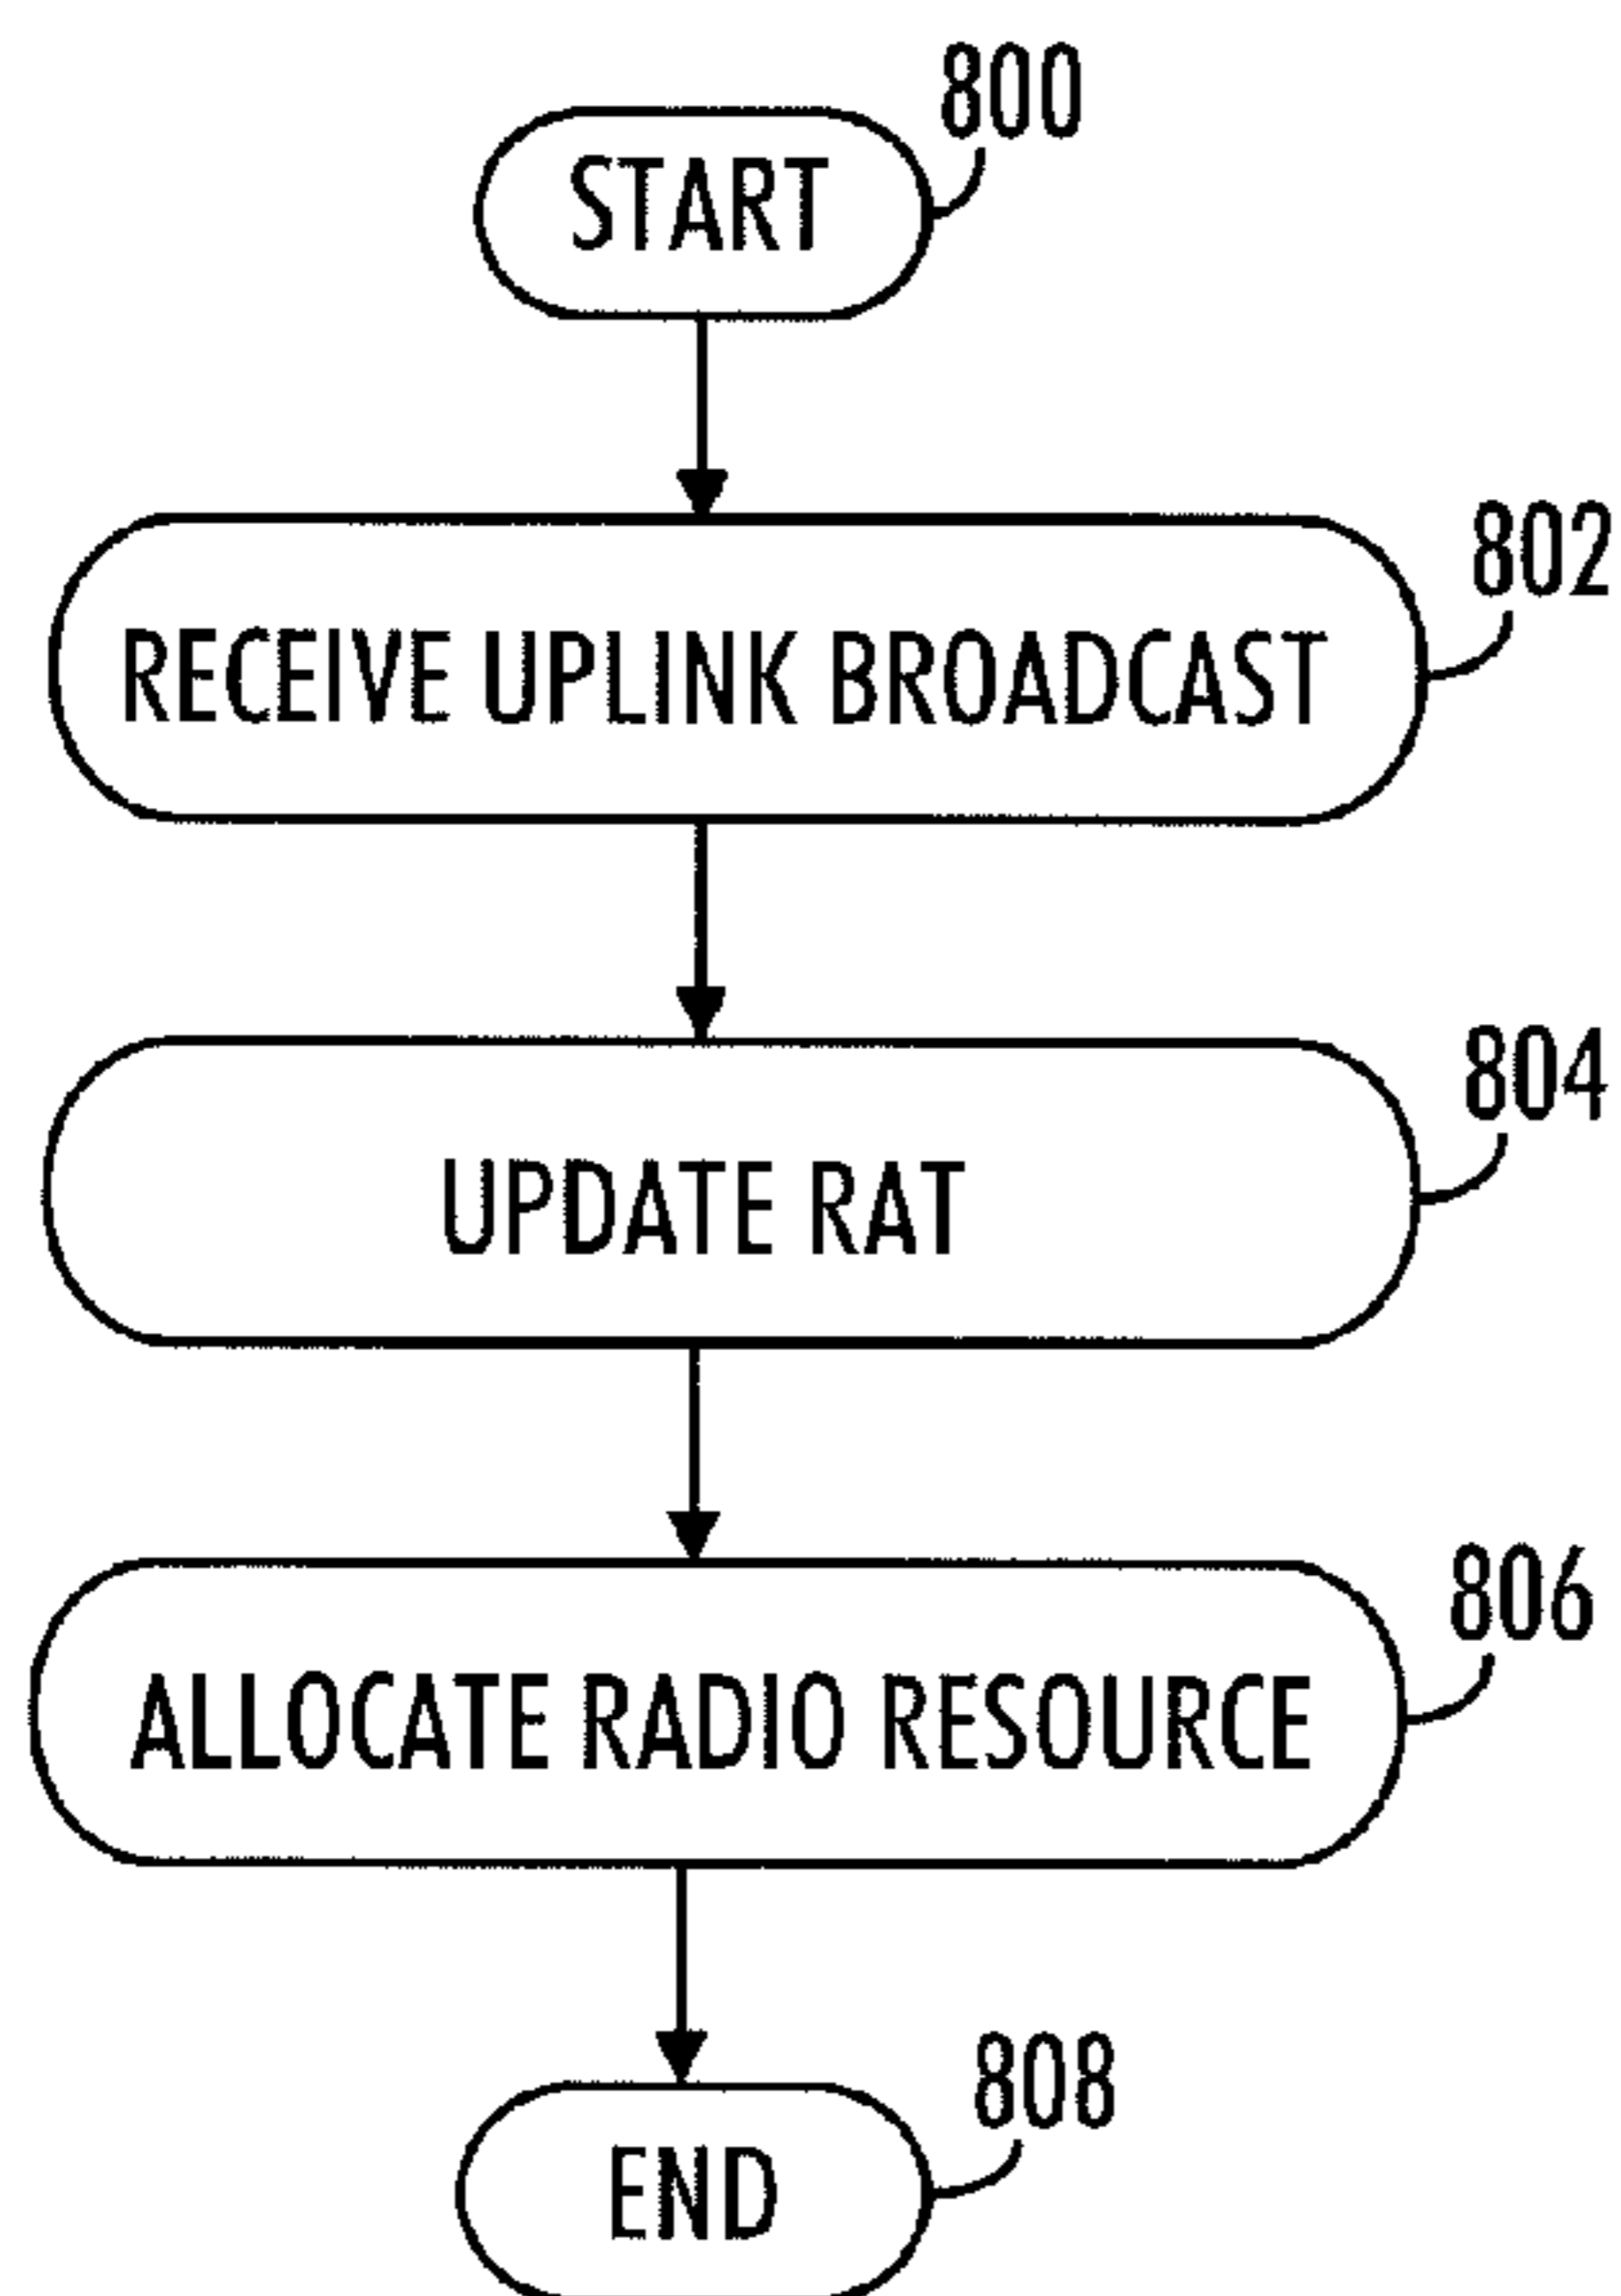 800
START
802
RECEIVE UPLINK BROADCAST
804
UPDATE RAT
806
ALLOCATE RADIO RESOURCE
808
END